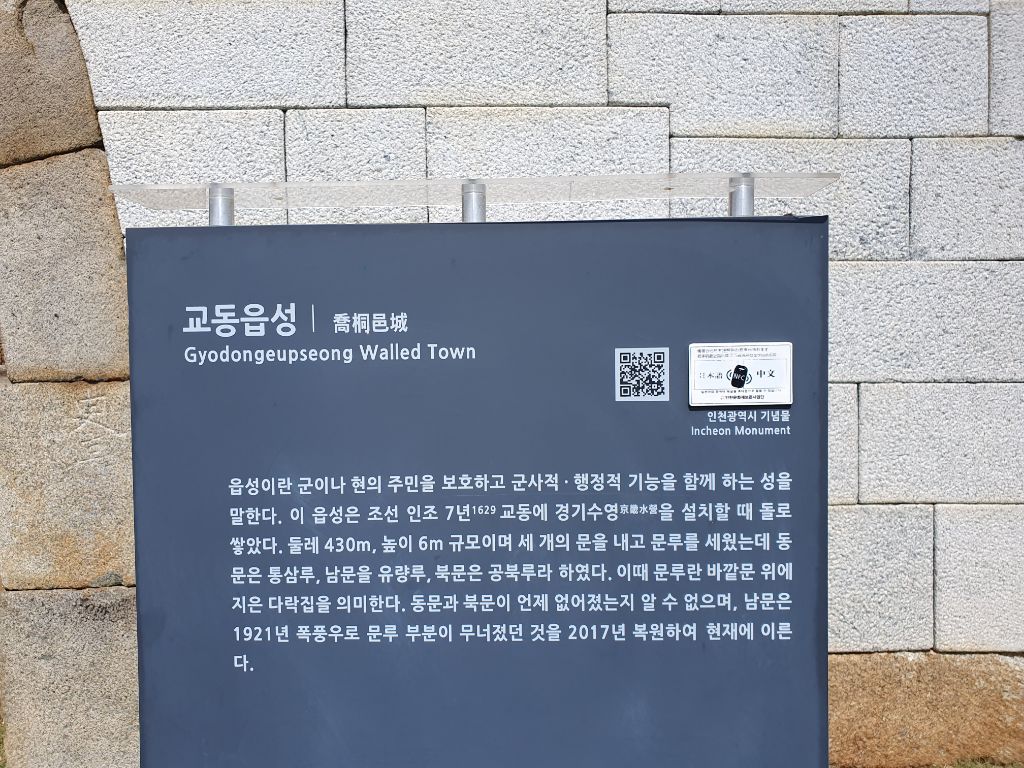 교동읍성 | 喬桐邑城
Gyodongeupseong Walled Town
日本語 中文
인천광역시 기념물
Incheon Monument
읍성이란 군이나 현의 주민을 보호하고 군사적 · 행정적 기능을 함께 하는 성을
말한다. 이 읍성은 조선 인조 7년1629 교동에 경기수영京畿水營을 설치할 때 돌로
쌓았다. 둘레 430m, 높이 6m 규모이며 세 개의 문을 내고 문루를 세웠는데 동
문은 통삼루, 남문을 유량루, 북문은 공북루라 하였다. 이때 문루란 바깥문 위에
지은 다락집을 의미한다. 동문과 북문이 언제 없어졌는지 알 수 없으며, 남문은
1921년 폭풍우로 문루 부분이 무너졌던 것을 2017년 복원하여 현재에 이른
다.